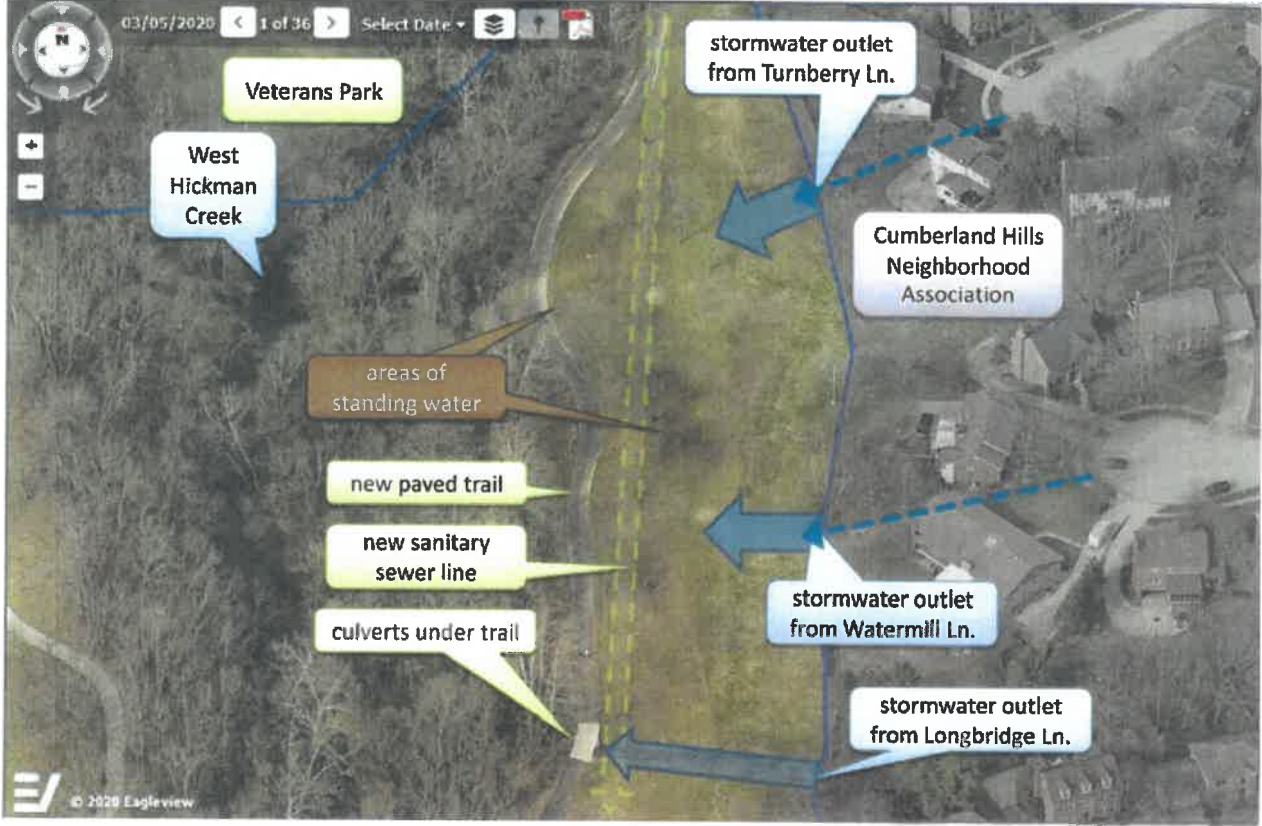 03/05/2020 < 1 of 36 > Select Date
N
Veterans Park
West
Hickman
Creek
stormwater outlet
from Turnberry Ln.
Cumberland Hills
Neighborhood
Association
areas of
standing water
new paved trail
new sanitary
sewer line
culverts under trail
stormwater outlet
from Watermill Ln.
stormwater outlet
from Longbridge Ln.
+
−
EV © 2020 Eagleview